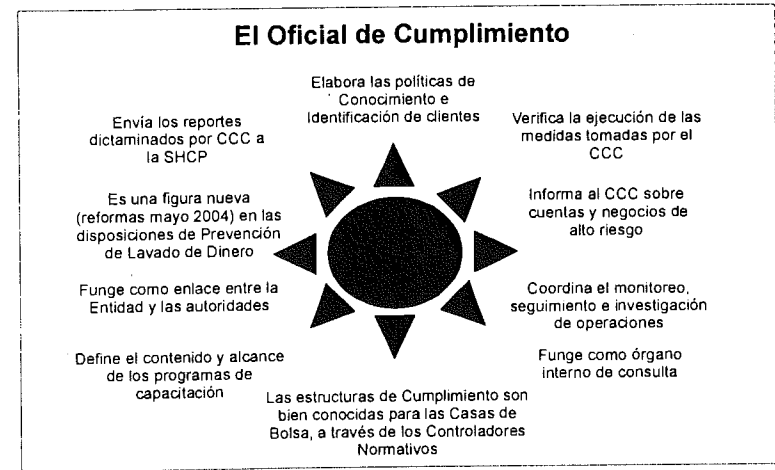 El Oficial de Cumplimiento
Elabora las políticas de
Conocimiento e
Identificación de clientes
Envía los reportes
dictaminados por CCC a
la SHCP
Verifica la ejecución de las
medidas tomadas por el
CCC
Es una figura nueva
(reformas mayo 2004) en las
disposiciones de Prevención
de Lavado de Dinero
Informa al CCC sobre
cuentas y negocios de
alto riesgo
Funge como enlace entre la
Entidad y las autoridades
Coordina el monitoreo,
seguimiento e investigación
de operaciones
Define el contenido y alcance
de los programas de
capacitación
Funge como órgano
interno de consulta
Las estructuras de Cumplimiento son
bien conocidas para las Casas de
Bolsa, a través de los Controladores
Normativos